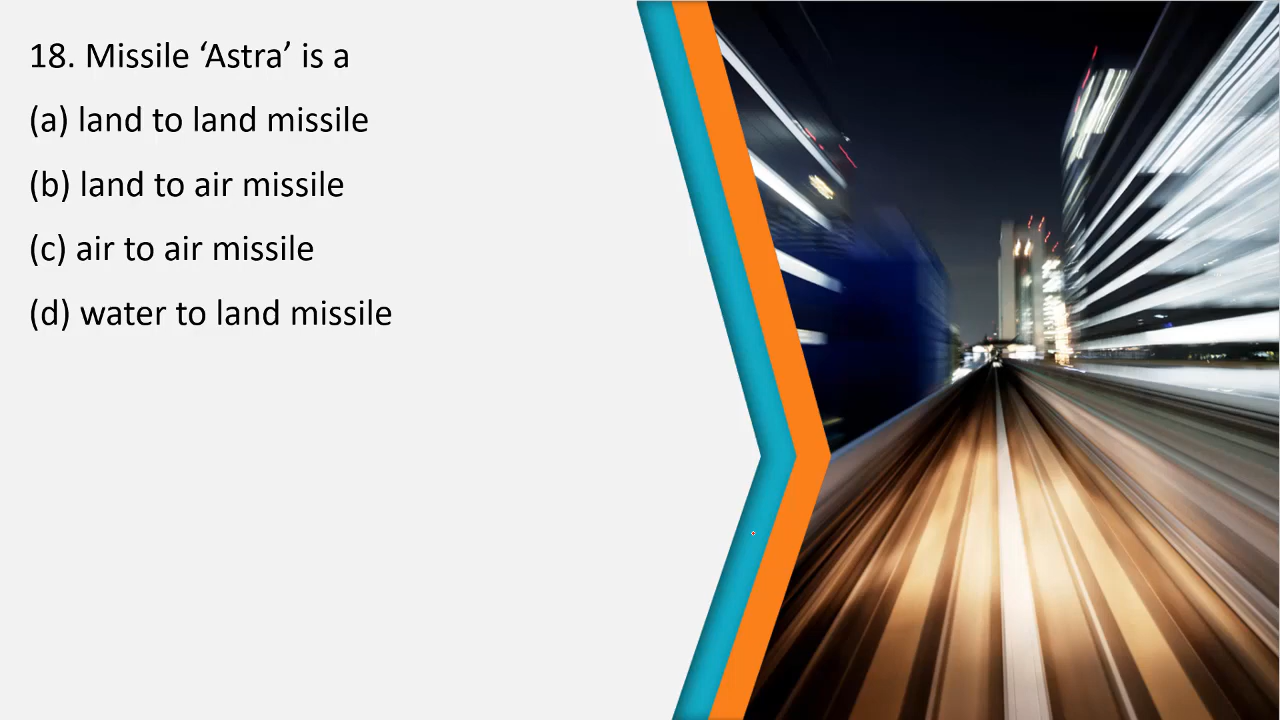 18. Missile ‘Astra’ is a
(a) land to land missile
(b) land to air missile
(c) air to air missile
(d) water to land missile